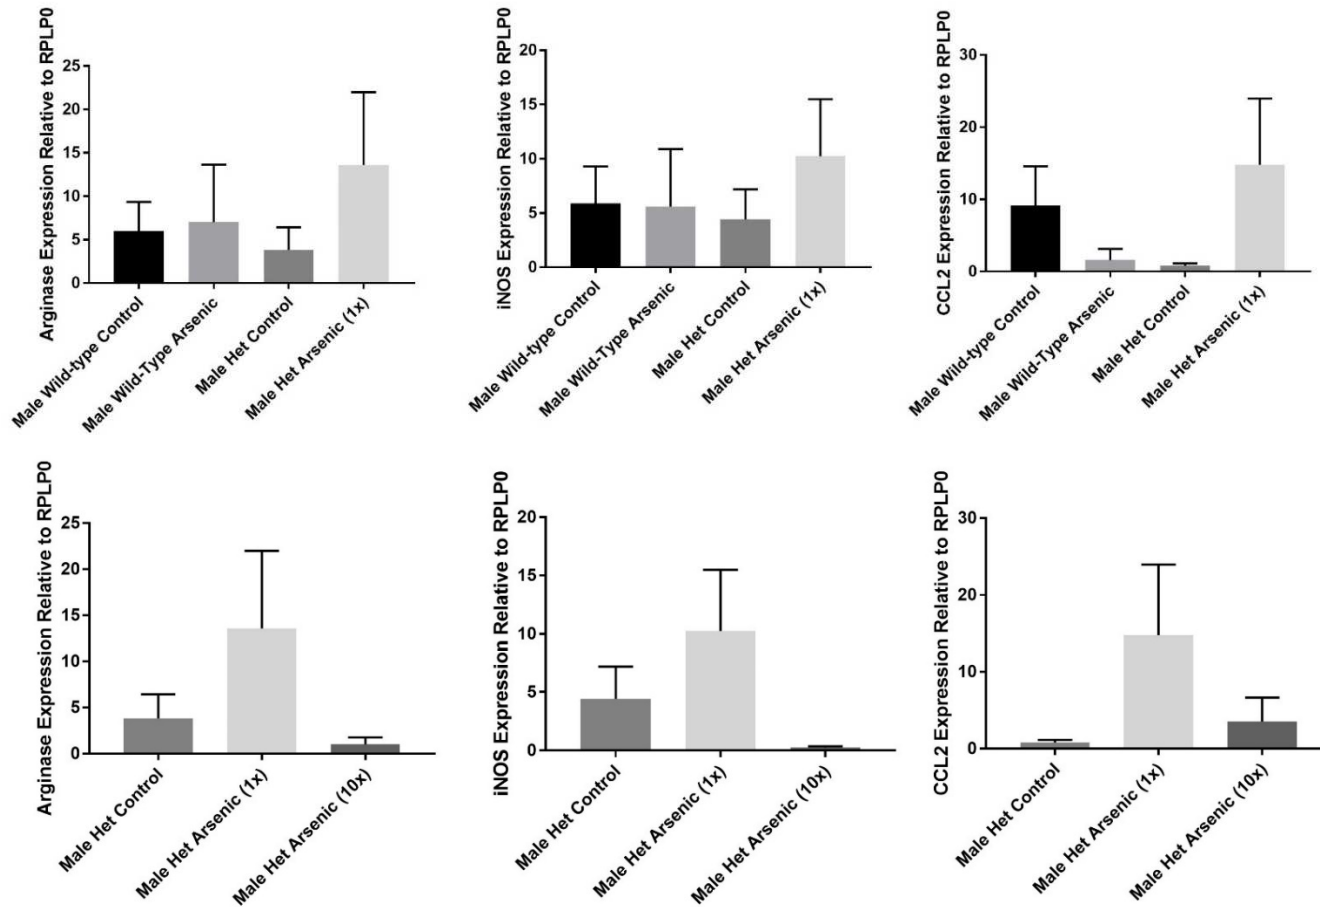 Arginase Expression Relative to RPLP0
25
20
15
10
5
0
Male Wild-type Control
Male Wild-Type Arsenic
Male Het Control
Male Het Arsenic (1x)
iNOS Expression Relative to RPLP0
20
15
10
5
0
Male Wild-type Control
Male Wild-Type Arsenic
Male Het Control
Male Het Arsenic (1x)
CCL2 Expression Relative to RPLP0
30
20
10
0
Male Wild-type Control
Male Wild-Type Arsenic
Male Het Control
Male Het Arsenic (1x)
Arginase Expression Relative to RPLP0
25
20
15
10
5
0
Male Het Control
Male Het Arsenic (1x)
Male Het Arsenic (10x)
iNOS Expression Relative to RPLP0
20
15
10
5
0
Male Het Control
Male Het Arsenic (1x)
Male Het Arsenic (10x)
CCL2 Expression Relative to RPLP0
30
20
10
0
Male Het Control
Male Het Arsenic (1x)
Male Het Arsenic (10x)